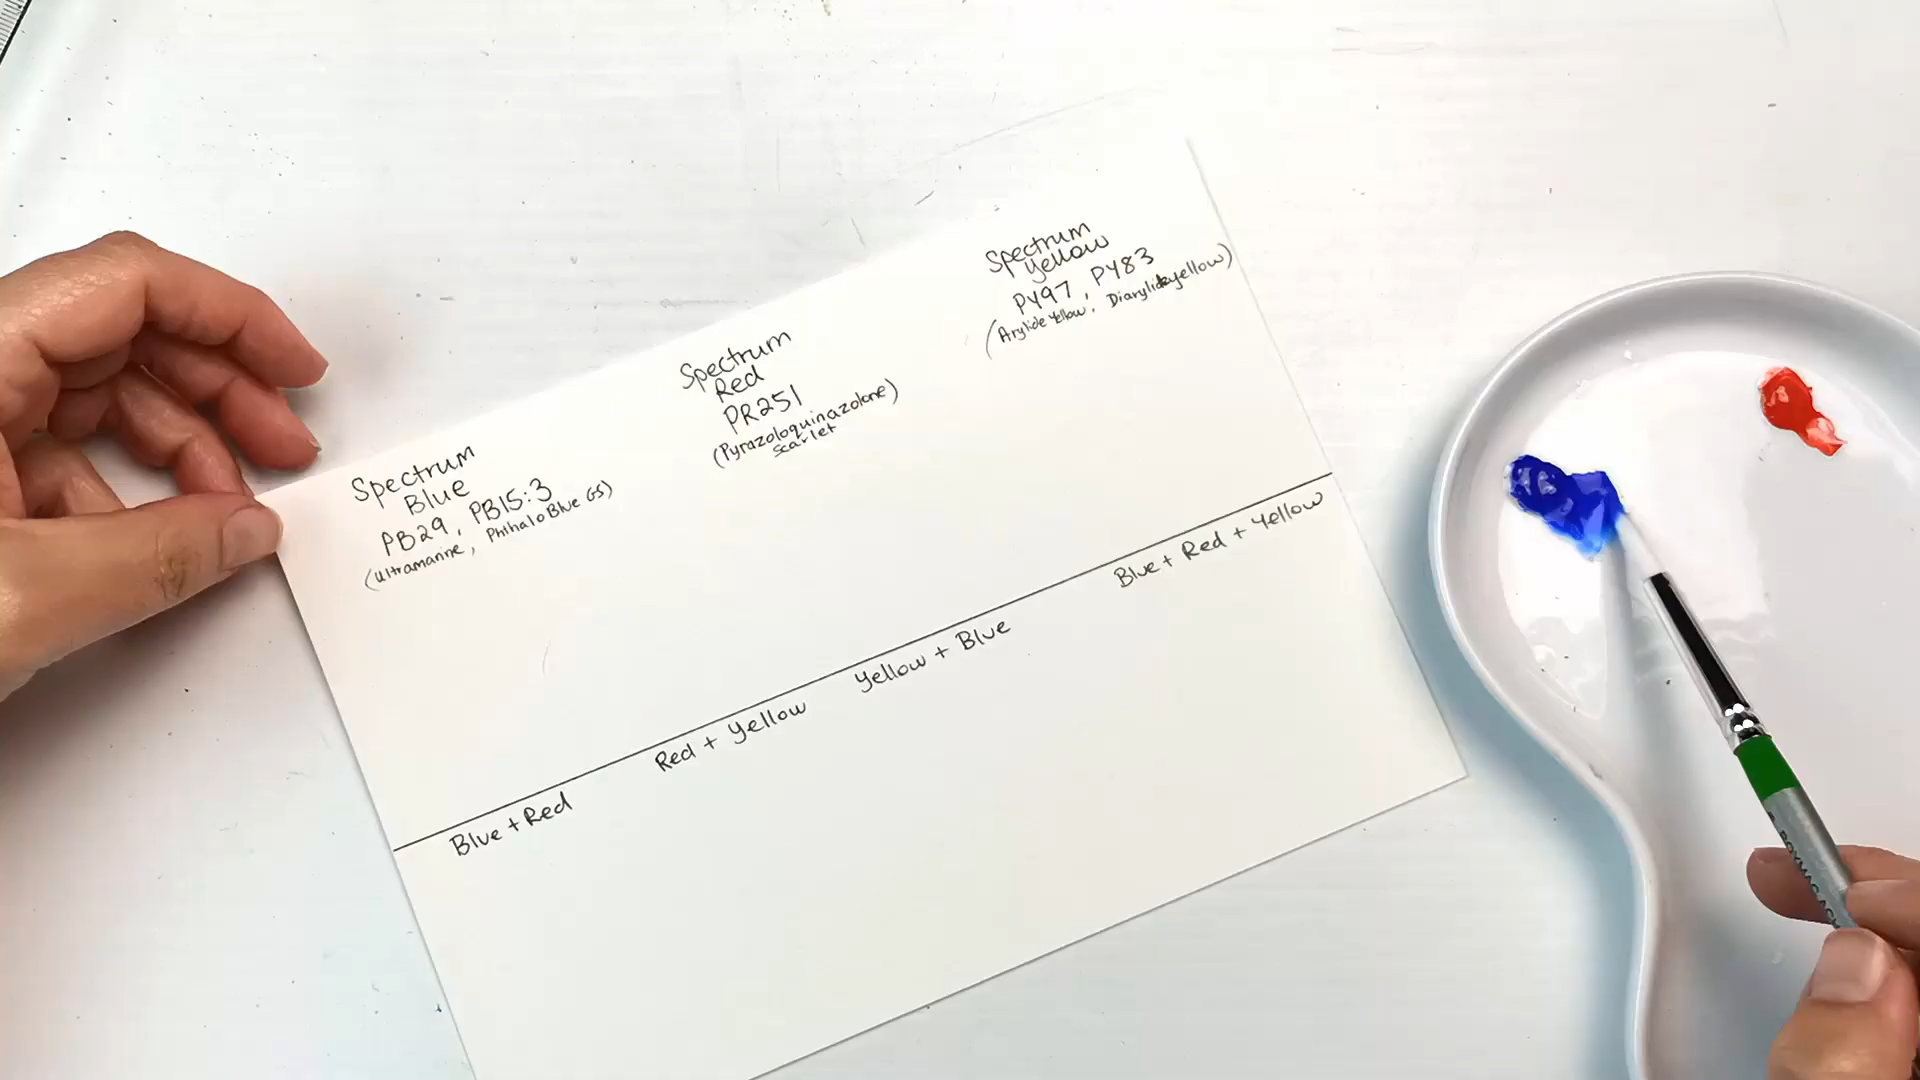 Spectrum
Blue
PB29, PB15:3
(Ultramarine, Phthalo Blue GS)
Spectrum
Red
PR251
(Pyrazoloquinazolone)
scarlet
Spectrum
Yellow
PY97, PY83
(Arylide Yellow, Diarylide yellow)
Blue + Red
Red + Yellow
Yellow + Blue
Blue + Red + Yellow